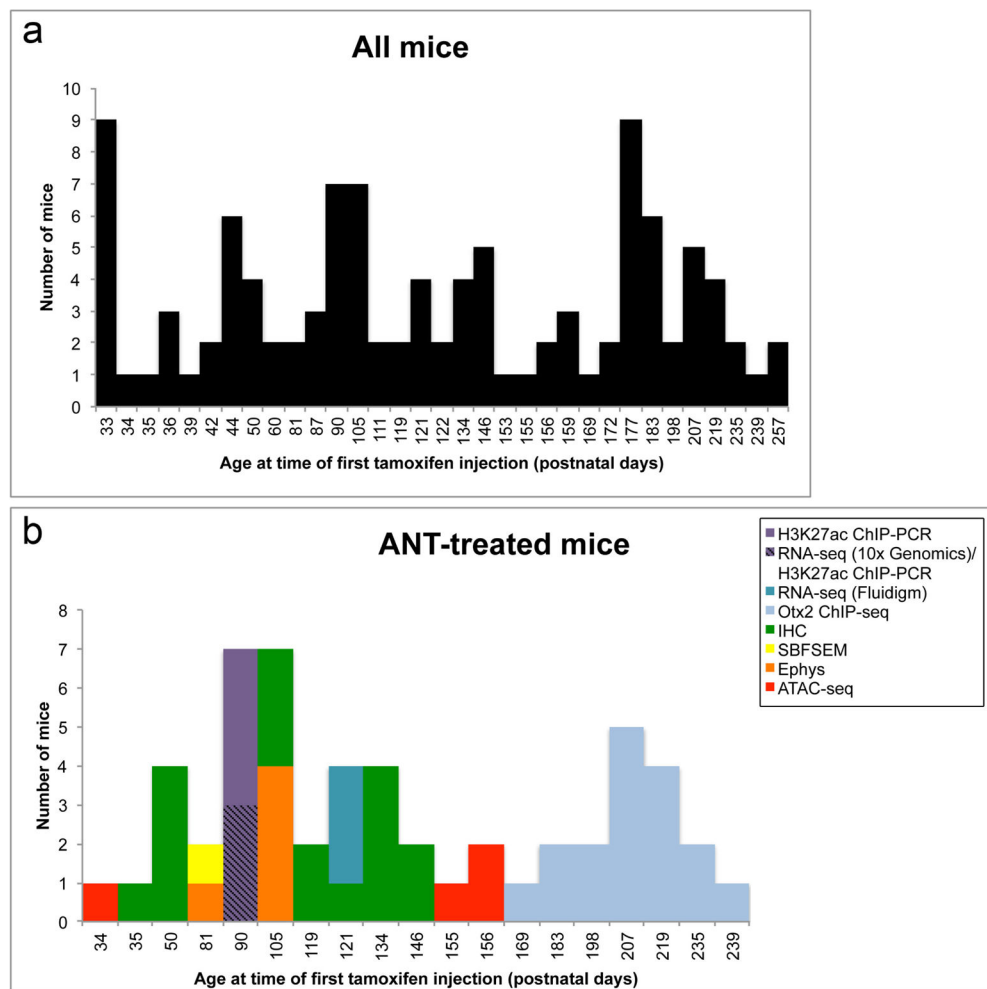 a
All mice
10
9
8
7
6
5
4
3
2
1
0
Number of mice
33 34 35 36 39 42 44 50 60 81 87 90 105 111 119 121 122 134 146 153 155 156 159 169 172 177 183 198 207 219 235 239 257
Age at time of first tamoxifen injection (postnatal days)
b
ANT-treated mice
H3K27ac ChIP-PCR
RNA-seq (10x Genomics)/
H3K27ac ChIP-PCR
RNA-seq (Fluidigm)
Otx2 ChIP-seq
IHC
SBFSEM
Ephys
ATAC-seq
8
7
6
5
4
3
2
1
0
Number of mice
34 35 50 81 90 105 119 121 134 146 155 156 169 183 198 207 219 235 239
Age at time of first tamoxifen injection (postnatal days)